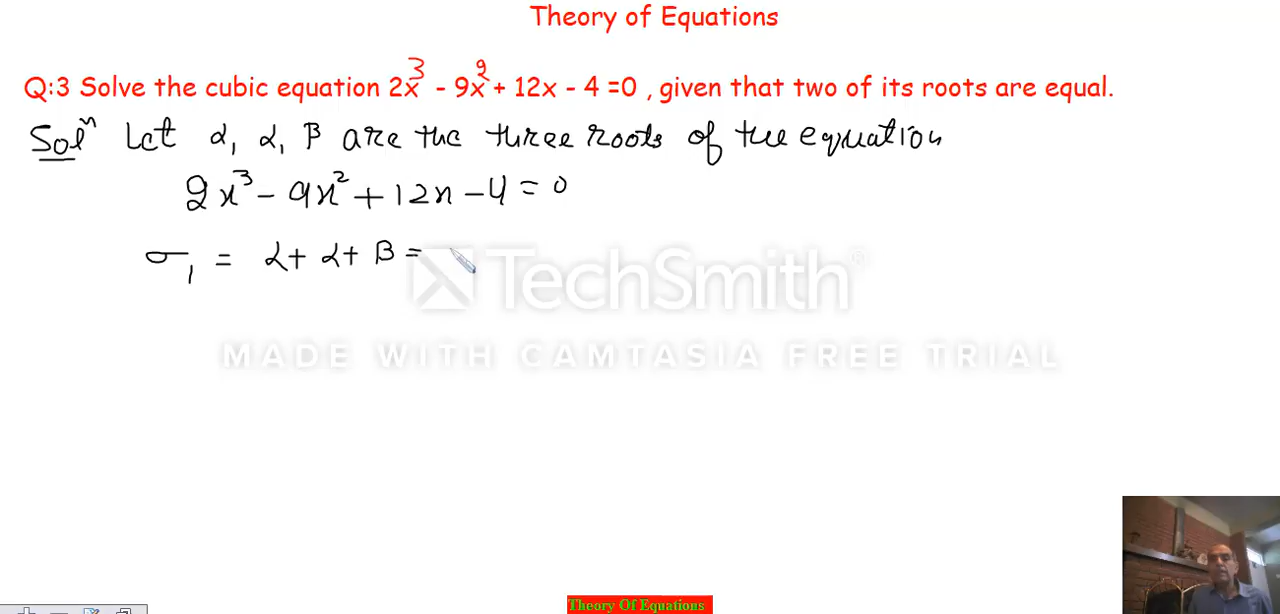 Theory of Equations
Q:3 Solve the cubic equation 2x³ - 9x² + 12x - 4 =0 , given that two of its roots are equal.
Solⁿ Let α, α, β are the three roots of the equation
2x³ - 9x² + 12x - 4 = 0
σ₁ = α + α + β =
TechSmith®
MADE WITH CAMTASIA FREE TRIAL
Theory Of Equations